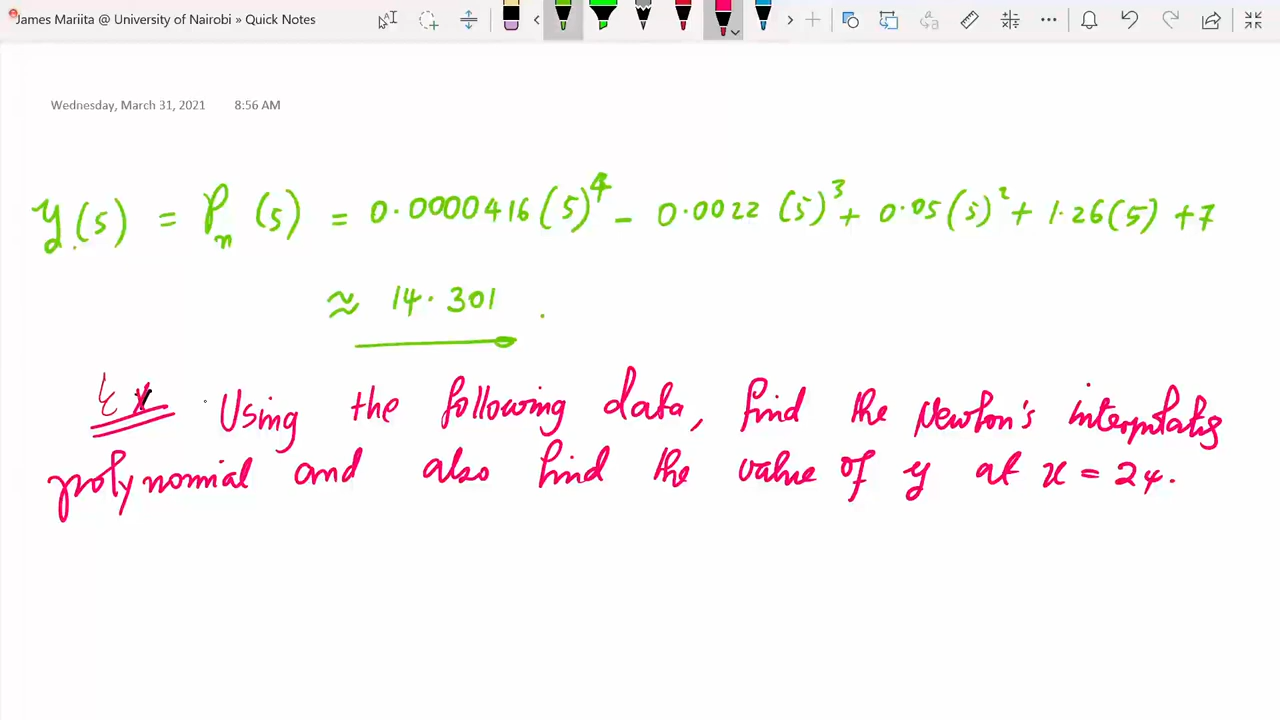 James Mariita @ University of Nairobi » Quick Notes
Wednesday, March 31, 2021 8:56 AM
y(5) = Pn(5) = 0.0000416(5)^4 - 0.0022(5)^3 + 0.05(5)^2 + 1.26(5) + 7
≈ 14.301.
Ex. Using the following data, find the Newton's interpolating
polynomial and also find the value of y at x = 24.